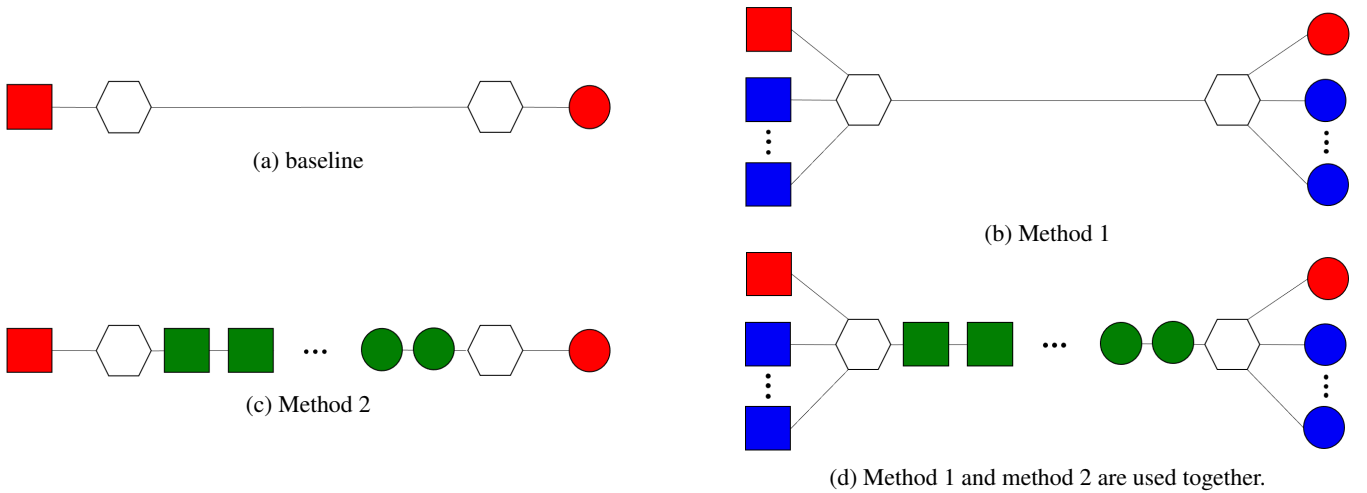 (a) baseline
(b) Method 1
(c) Method 2
(d) Method 1 and method 2 are used together.